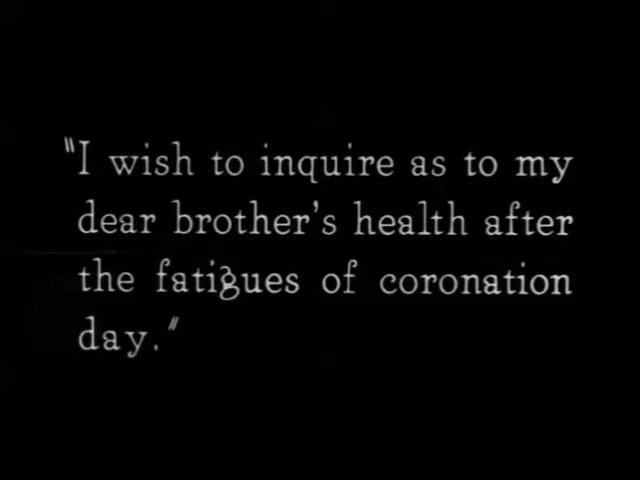 "I wish to inquire as to my
dear brother's health after
the fatigues of coronation
day."